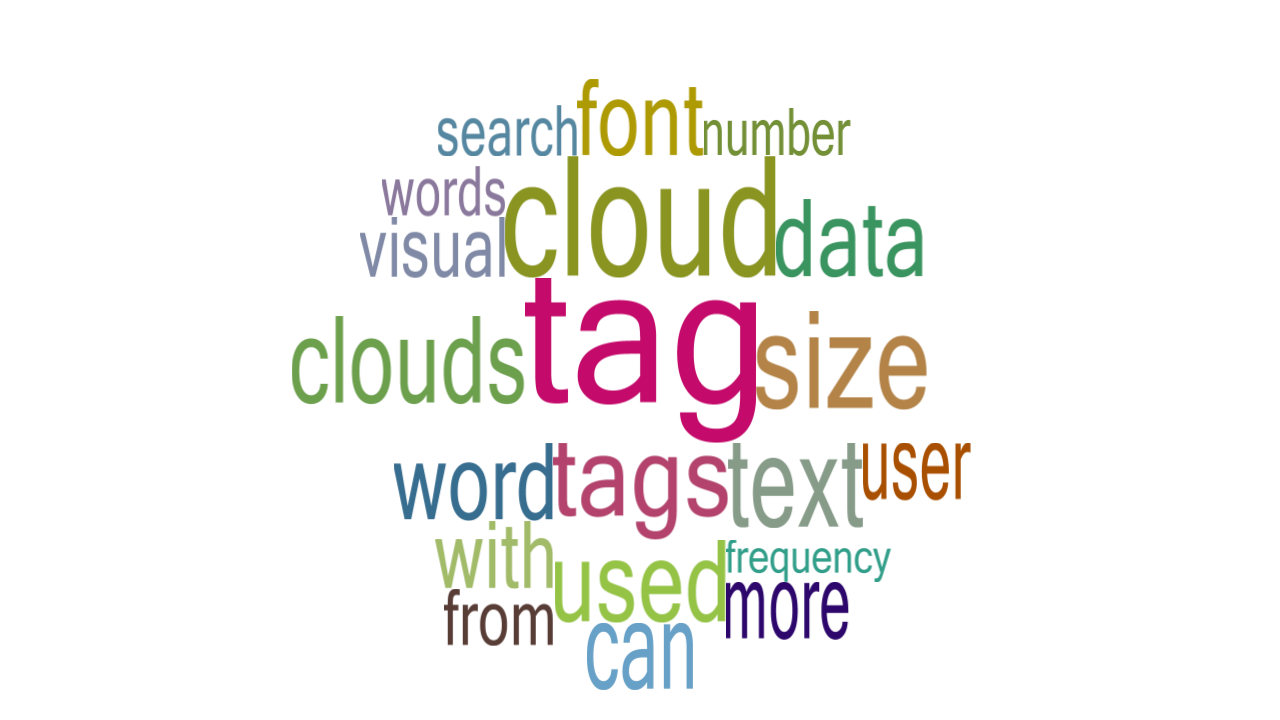 search font number
words
cloud data
visual
clouds tag size
word tags text user
with used frequency
from more
can